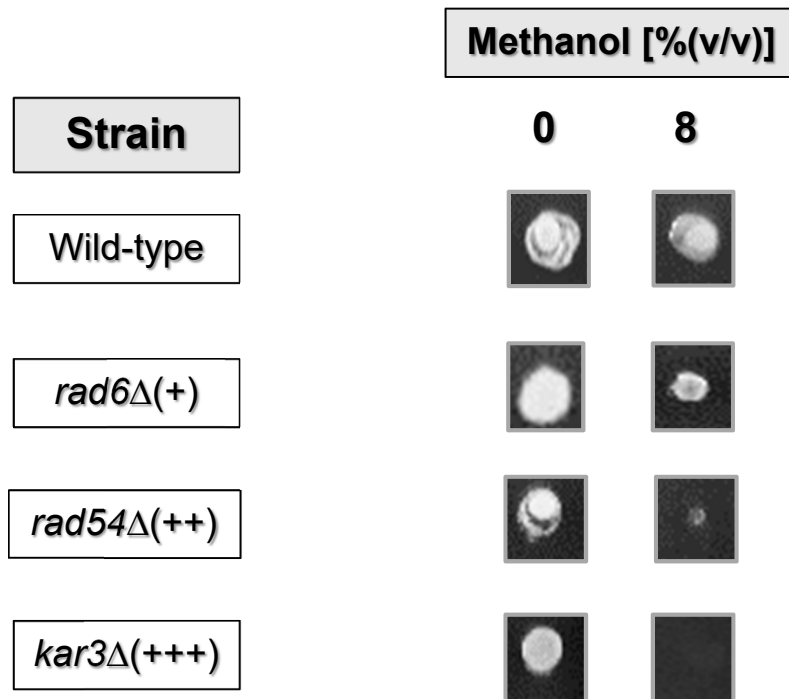 Methanol [%(v/v)]
Strain
0 8
Wild-type
rad6Δ(+)
rad54Δ(++)
kar3Δ(+++)